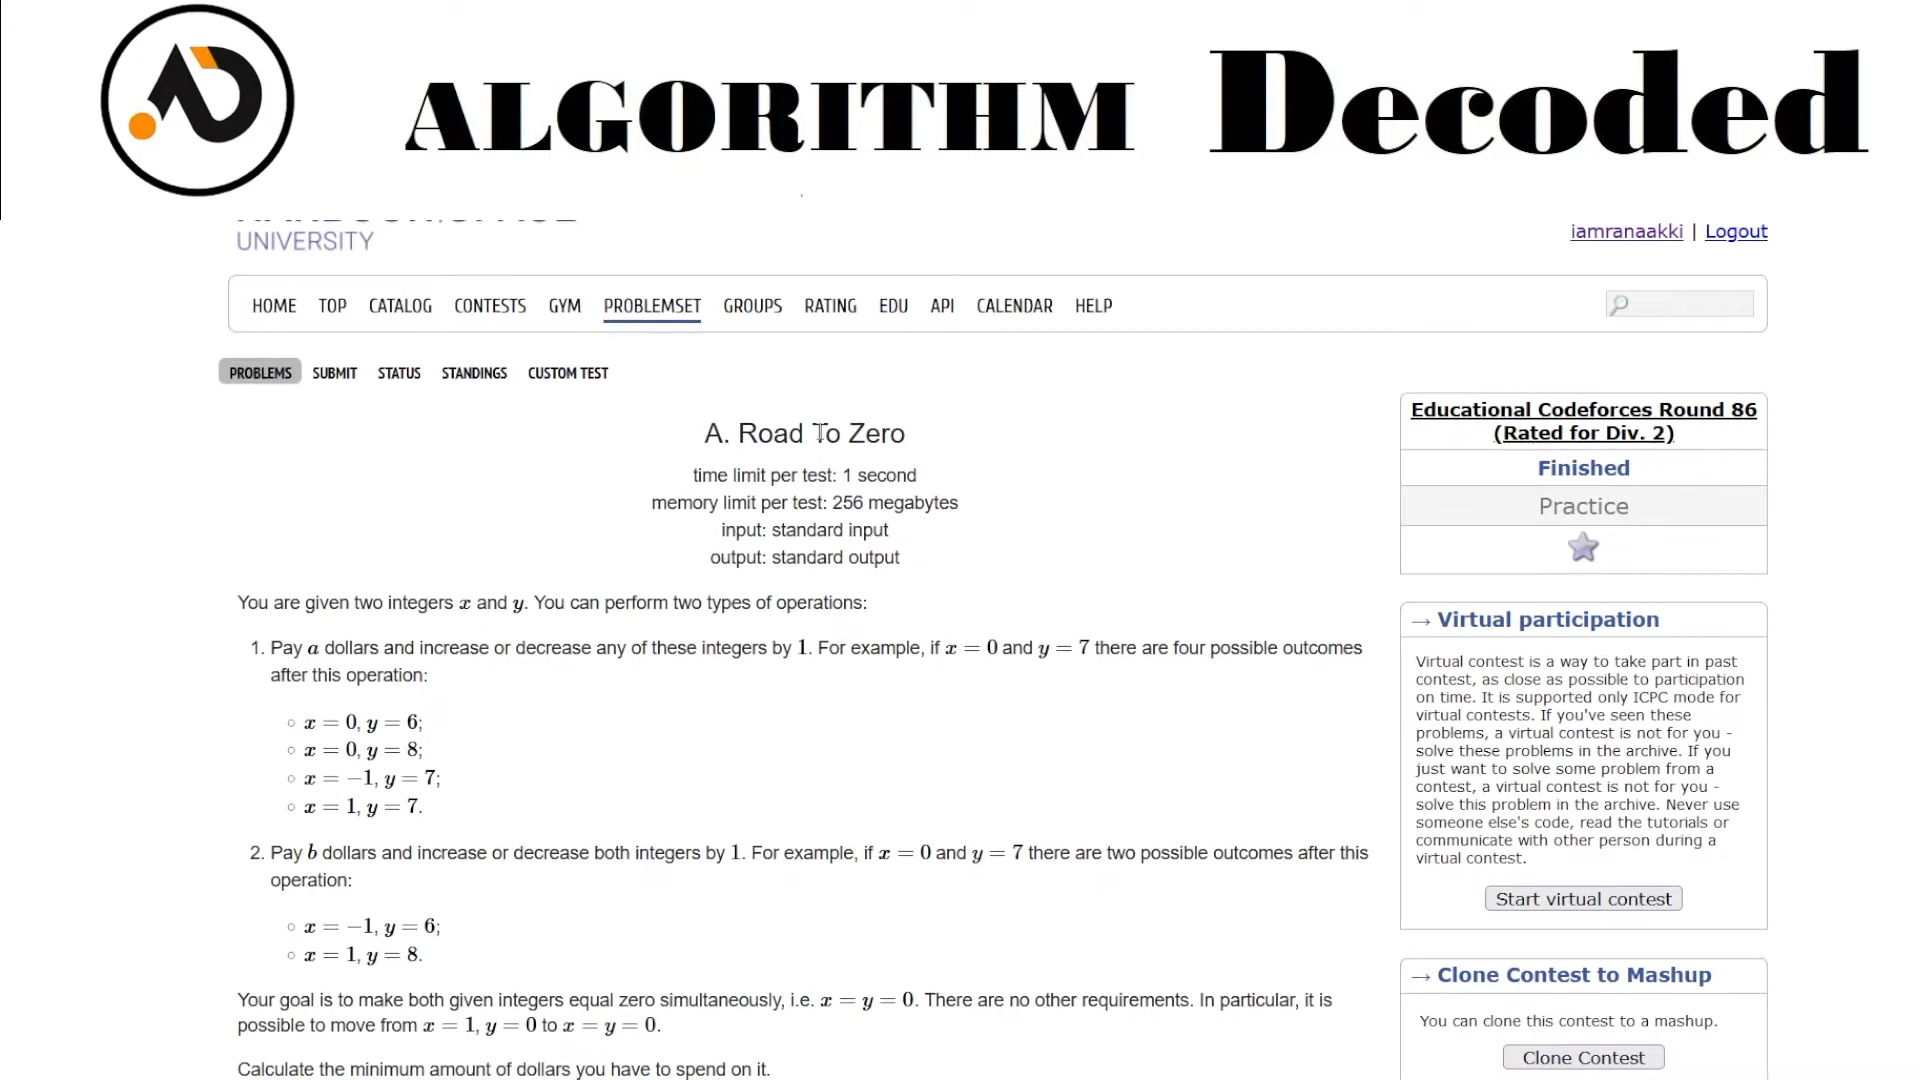 ALGORITHM Decoded
UNIVERSITY
iamranaakki | Logout
HOME TOP CATALOG CONTESTS GYM PROBLEMSET GROUPS RATING EDU API CALENDAR HELP
PROBLEMS SUBMIT STATUS STANDINGS CUSTOM TEST
A. Road To Zero
time limit per test: 1 second
memory limit per test: 256 megabytes
input: standard input
output: standard output
You are given two integers x and y. You can perform two types of operations:
1. Pay a dollars and increase or decrease any of these integers by 1. For example, if x = 0 and y = 7 there are four possible outcomes
after this operation:
○ x = 0, y = 6;
○ x = 0, y = 8;
○ x = −1, y = 7;
○ x = 1, y = 7.
2. Pay b dollars and increase or decrease both integers by 1. For example, if x = 0 and y = 7 there are two possible outcomes after this
operation:
○ x = −1, y = 6;
○ x = 1, y = 8.
Your goal is to make both given integers equal zero simultaneously, i.e. x = y = 0. There are no other requirements. In particular, it is
possible to move from x = 1, y = 0 to x = y = 0.
Calculate the minimum amount of dollars you have to spend on it.
Educational Codeforces Round 86
(Rated for Div. 2)
Finished
Practice
→ Virtual participation
Virtual contest is a way to take part in past
contest, as close as possible to participation
on time. It is supported only ICPC mode for
virtual contests. If you've seen these
problems, a virtual contest is not for you -
solve these problems in the archive. If you
just want to solve some problem from a
contest, a virtual contest is not for you -
solve this problem in the archive. Never use
someone else's code, read the tutorials or
communicate with other person during a
virtual contest.
Start virtual contest
→ Clone Contest to Mashup
You can clone this contest to a mashup.
Clone Contest